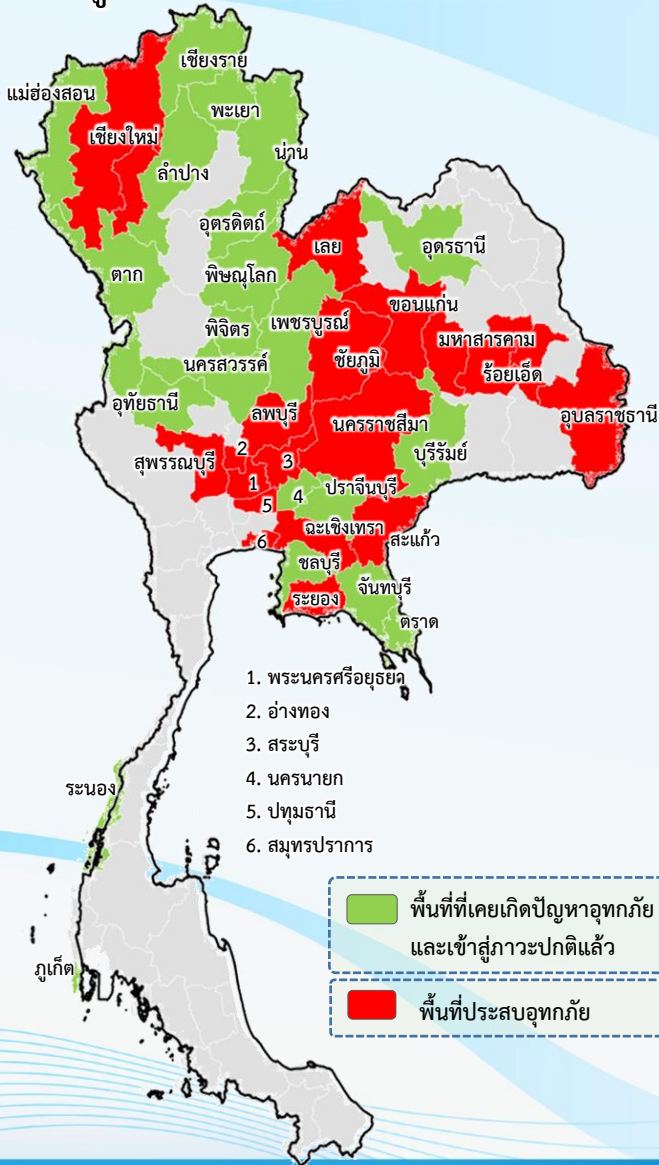 เชียงราย
แม่ฮ่องสอน
พะเยา
เชียงใหม่
น่าน
ลำปาง
อุตรดิตถ์
เลย
อุดรธานี
ตาก
พิษณุโลก
ขอนแก่น
พิจิตร
เพชรบูรณ์
มหาสารคาม
ชัยภูมิ
นครสวรรค์
ร้อยเอ็ด
อุทัยธานี
ลพบุรี
นครราชสีมา
อุบลราชธานี
2
บุรีรัมย์
สุพรรณบุรี
3
1
ปราจีนบุรี
4
5
ฉะเชิงเทรา
6
สะแก้ว
ชลบุรี
จันทบุรี
ระยอง
ตราด
1. พระนครศรีอยุธยา
2. อ่างทอง
3. สระบุรี
4. นครนายก
5. ปทุมธานี
6. สมุทรปราการ
ระนอง
ภูเก็ต
พื้นที่ที่เคยเกิดปัญหาอุทกภัย
และเข้าสู่ภาวะปกติแล้ว
พื้นที่ประสบอุทกภัย